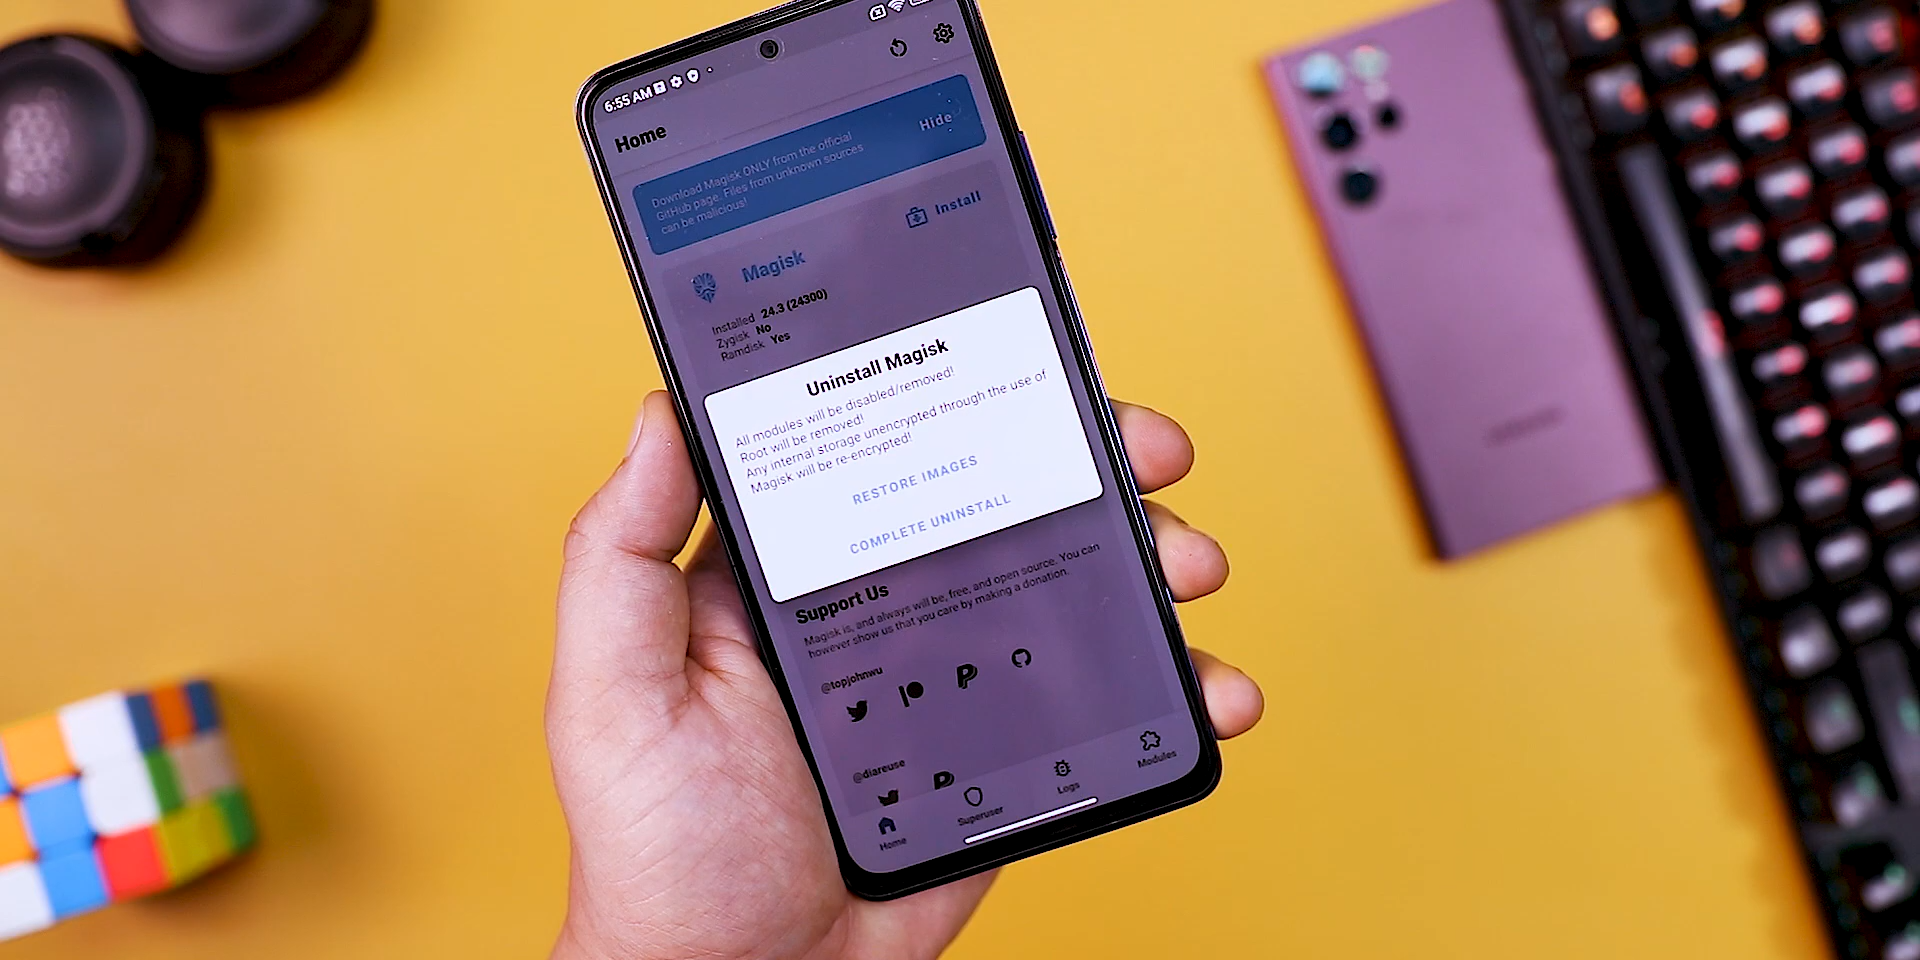 6:55 AM
Home
Download Magisk ONLY from the official
GitHub page. Files from unknown sources
can be malicious!
Hide
Install
Magisk
Installed 24.3 (24300)
Zygisk No
Ramdisk Yes
Uninstall Magisk
All modules will be disabled/removed!
Root will be removed!
Any internal storage unencrypted through the use of
Magisk will be re-encrypted!
RESTORE IMAGES
COMPLETE UNINSTALL
Support Us
Magisk is, and always will be, free, and open source. You can
however show us that you care by making a donation.
@topjohnwu
@diareuse
Home
Superuser
Logs
Modules